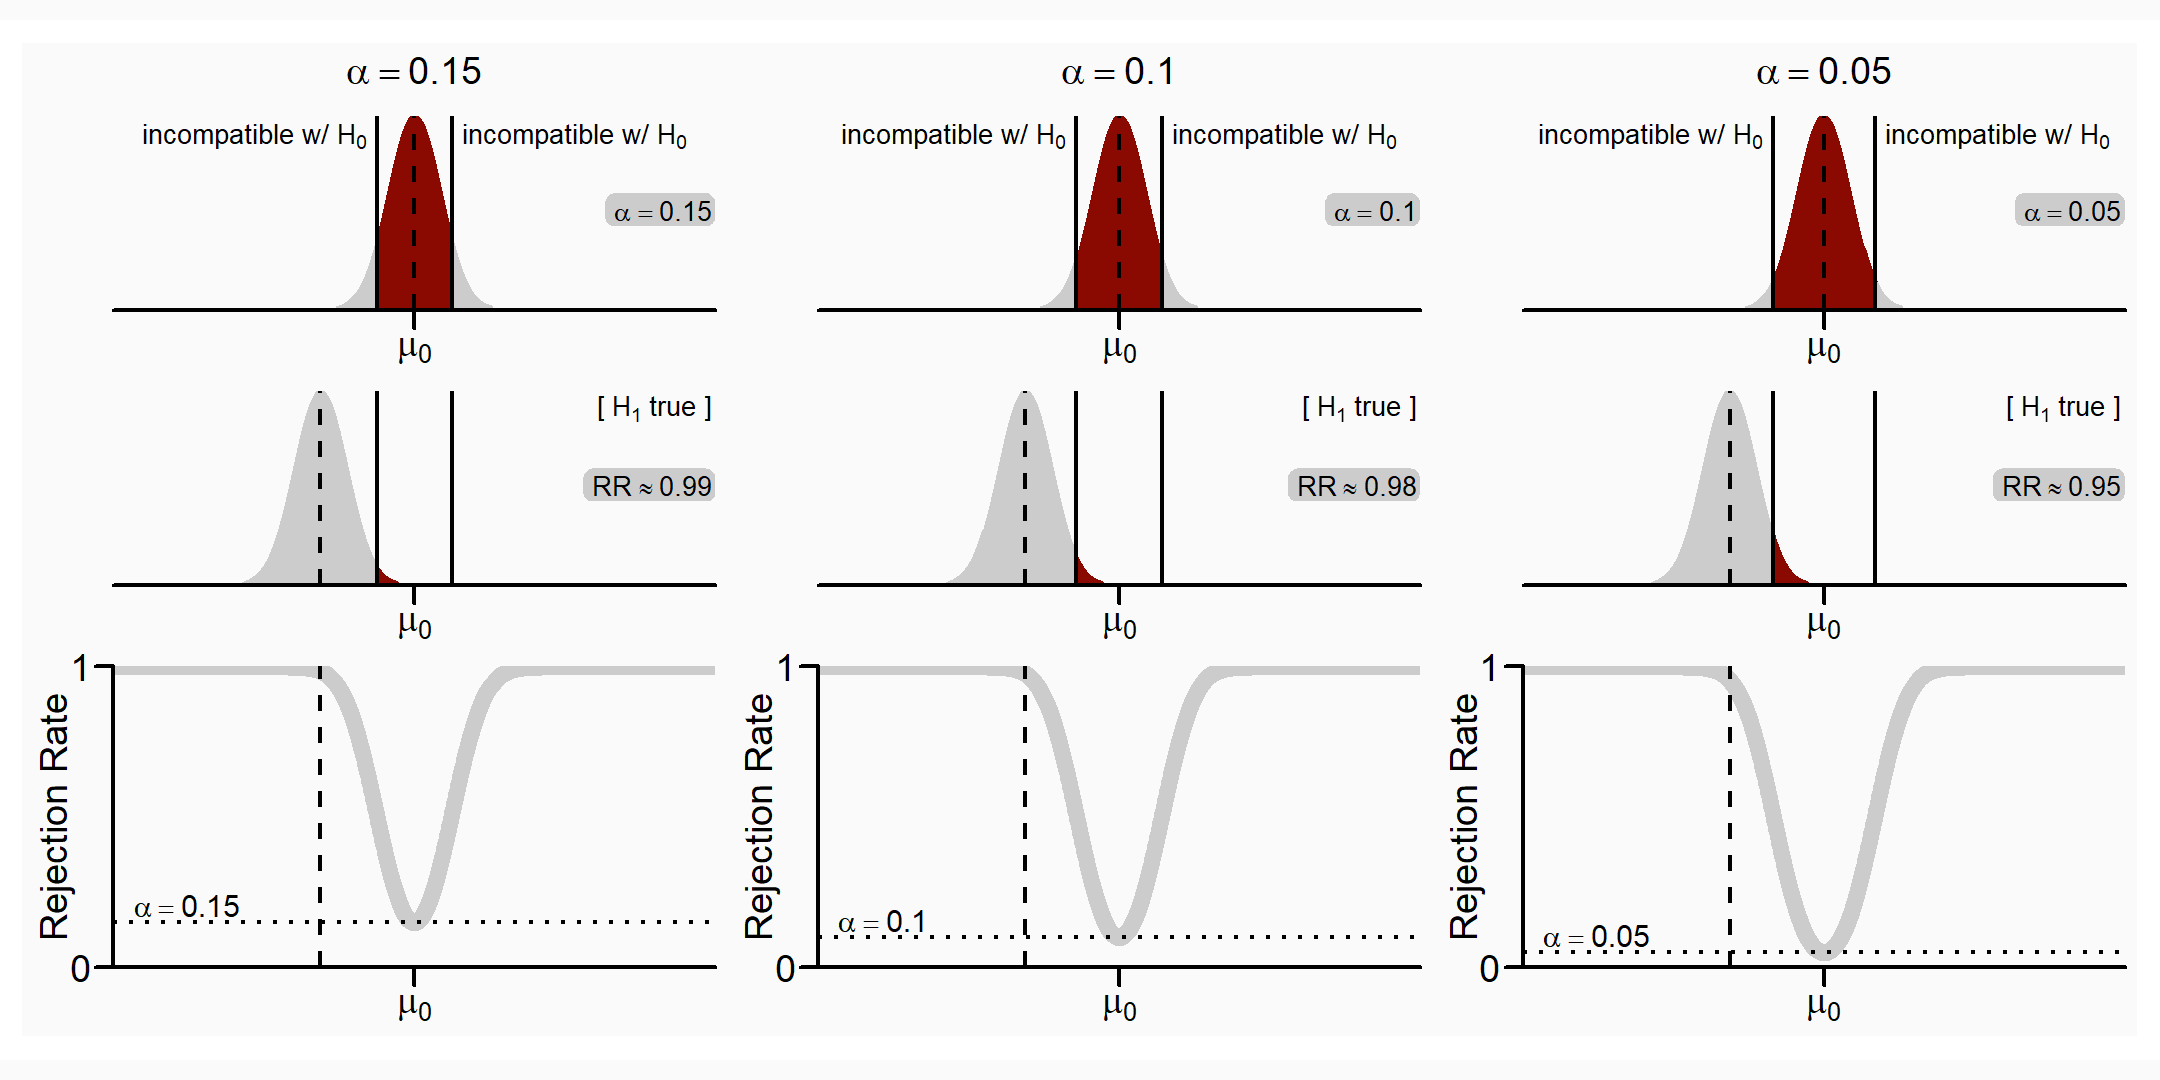 α = 0.15
incompatible w/ H₀
incompatible w/ H₀
α = 0.15
μ₀
[ H₁ true ]
RR ≈ 0.99
μ₀
1
Rejection Rate
α = 0.15
0
μ₀
α = 0.1
incompatible w/ H₀
incompatible w/ H₀
α = 0.1
μ₀
[ H₁ true ]
RR ≈ 0.98
μ₀
1
Rejection Rate
α = 0.1
0
μ₀
α = 0.05
incompatible w/ H₀
incompatible w/ H₀
α = 0.05
μ₀
[ H₁ true ]
RR ≈ 0.95
μ₀
1
Rejection Rate
α = 0.05
0
μ₀